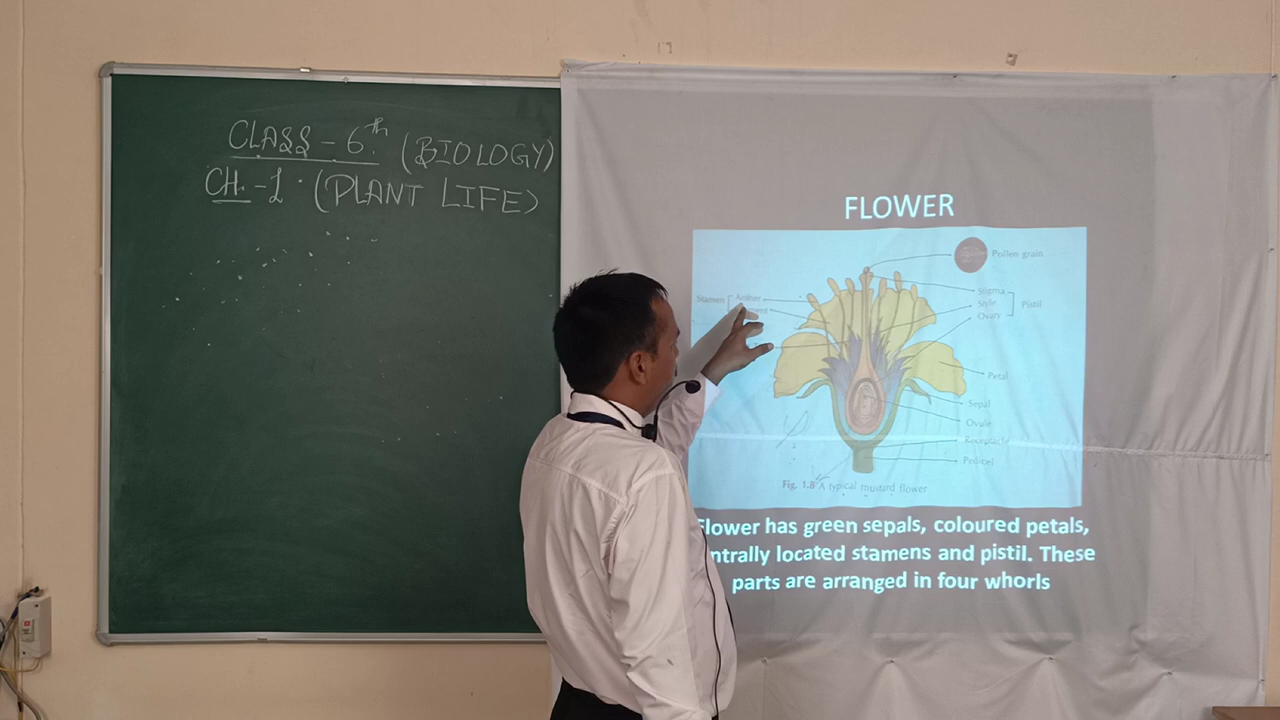 CLASS - 6th (BIOLOGY)
CH. - 1. (PLANT LIFE)
FLOWER
Pollen grain
Stamen
Anther
Stigma
Style
Pistil
Ovary
Petal
Sepal
Ovule
Receptacle
Pedicel
Fig. 1.8 A typical mustard flower
Flower has green sepals, coloured petals,
located stamens and pistil. These
parts are arranged in four whorls